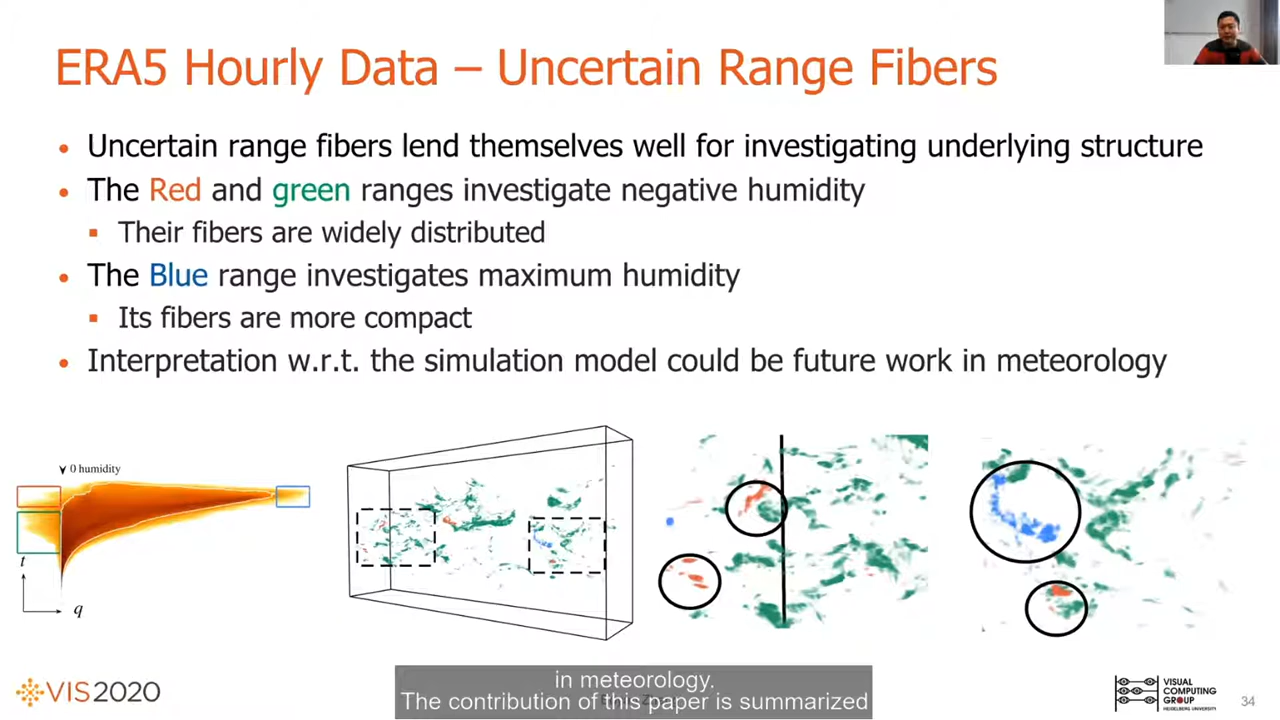 ERA5 Hourly Data – Uncertain Range Fibers
• Uncertain range fibers lend themselves well for investigating underlying structure
• The Red and green ranges investigate negative humidity
▪ Their fibers are widely distributed
• The Blue range investigates maximum humidity
▪ Its fibers are more compact
• Interpretation w.r.t. the simulation model could be future work in meteorology
0 humidity
t
q
in meteorology.
The contribution of this paper is summarized
VIS2020
VISUAL
COMPUTING
GROUP
HEIDELBERG UNIVERSITY
34